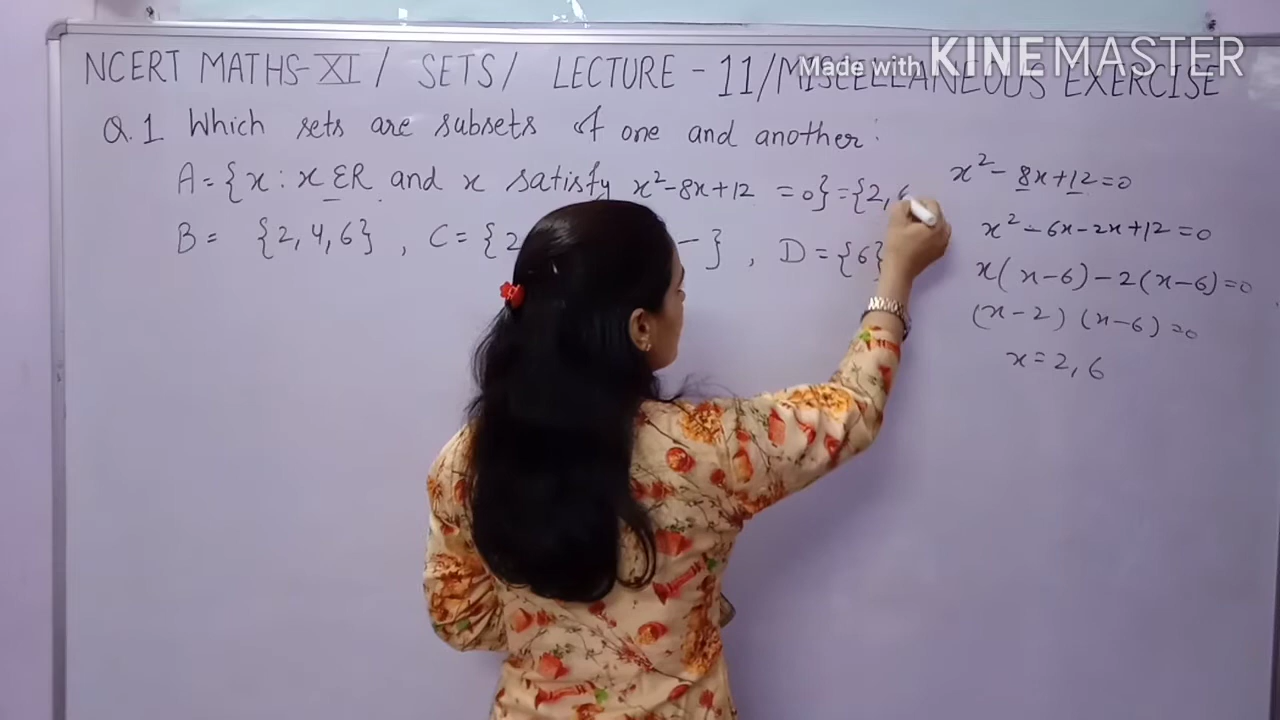 NCERT MATHS-XI / SETS / LECTURE - 11/MISCELLANEOUS EXERCISE
Made with KINEMASTER
Q.1 Which sets are subsets of one and another:
A = {x : x ∈ R and x satisfy x² - 8x + 12 = 0} = {2, 6
B = {2, 4, 6} , C = {2 - } , D = {6}
x² - 8x + 12 = 0
x² - 6x - 2x + 12 = 0
x(x-6) - 2(x-6) = 0
(x-2) (x-6) = 0
x = 2, 6